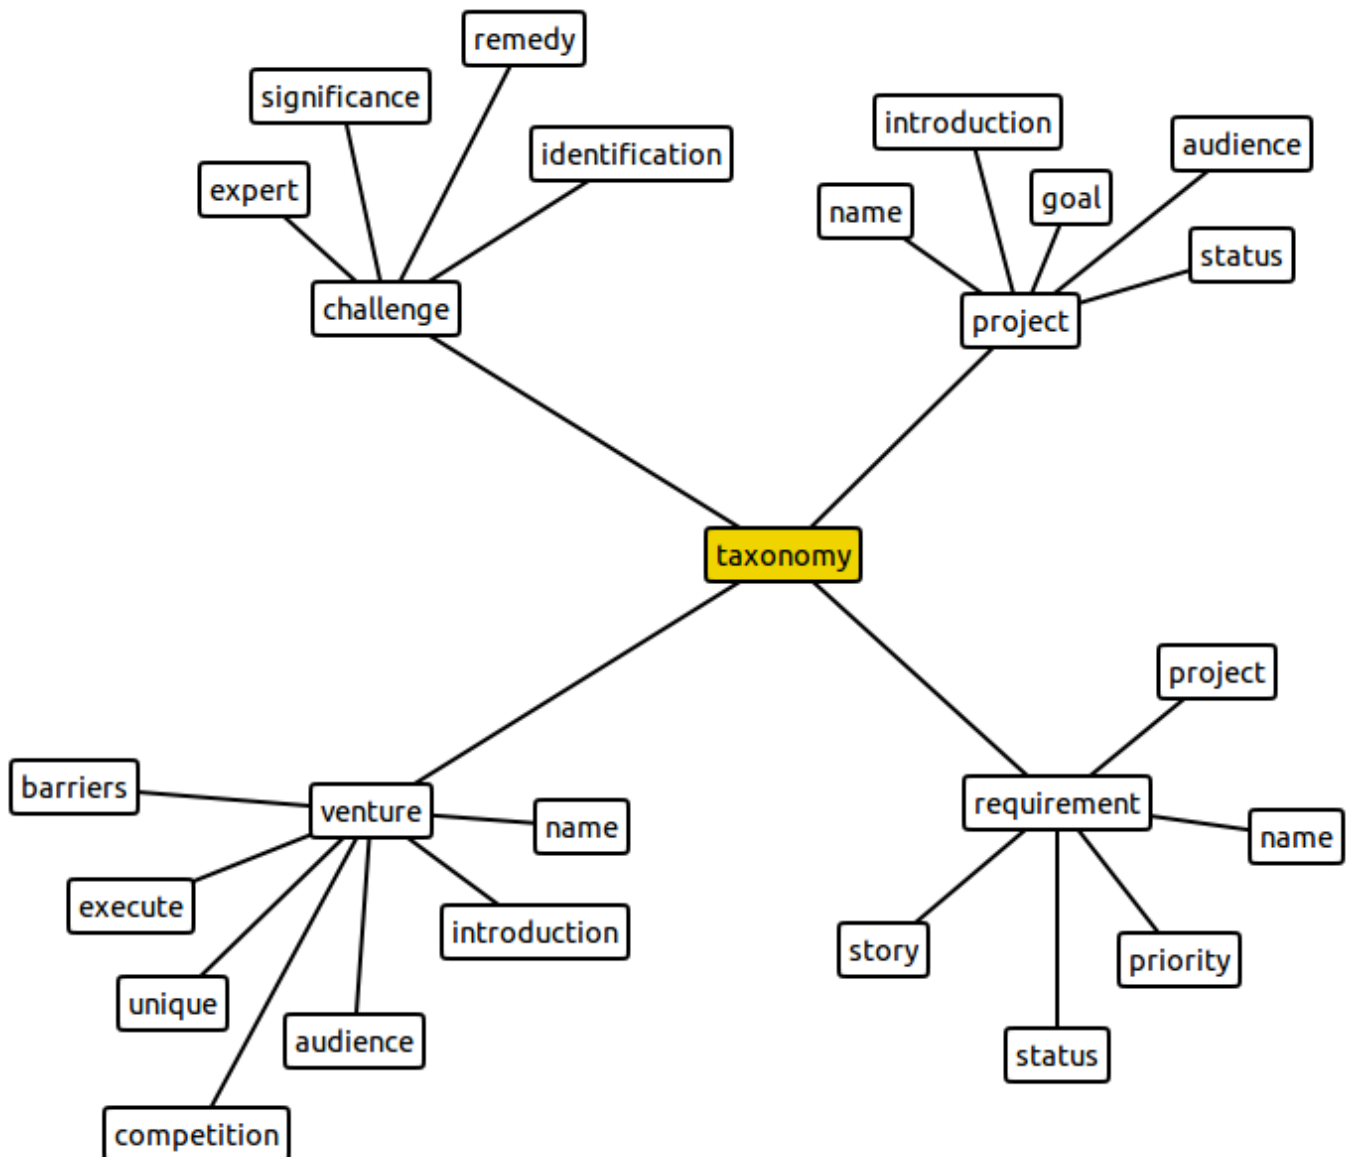 remedy
significance
identification
expert
challenge
introduction
audience
goal
name
status
project
taxonomy
project
requirement
name
story
priority
status
barriers
venture
name
execute
introduction
unique
audience
competition